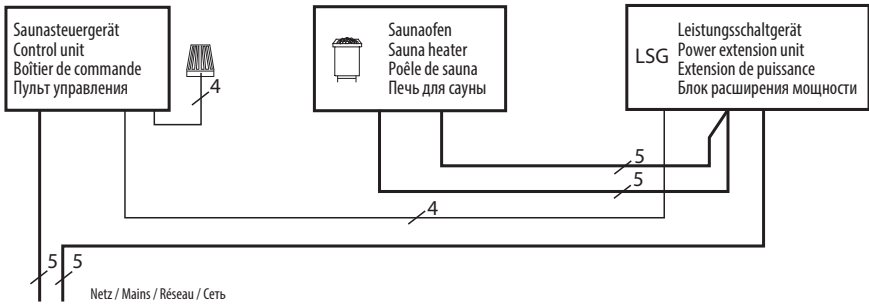 Saunasteuergerät
Control unit
Boîtier de commande
Пульт управления
4
Saunaofen
Sauna heater
Poêle de sauna
Печь для сауны
LSG
Leistungsschaltgerät
Power extension unit
Extension de puissance
Блок расширения мощности
5
5
4
5
5
Netz / Mains / Réseau / Сеть